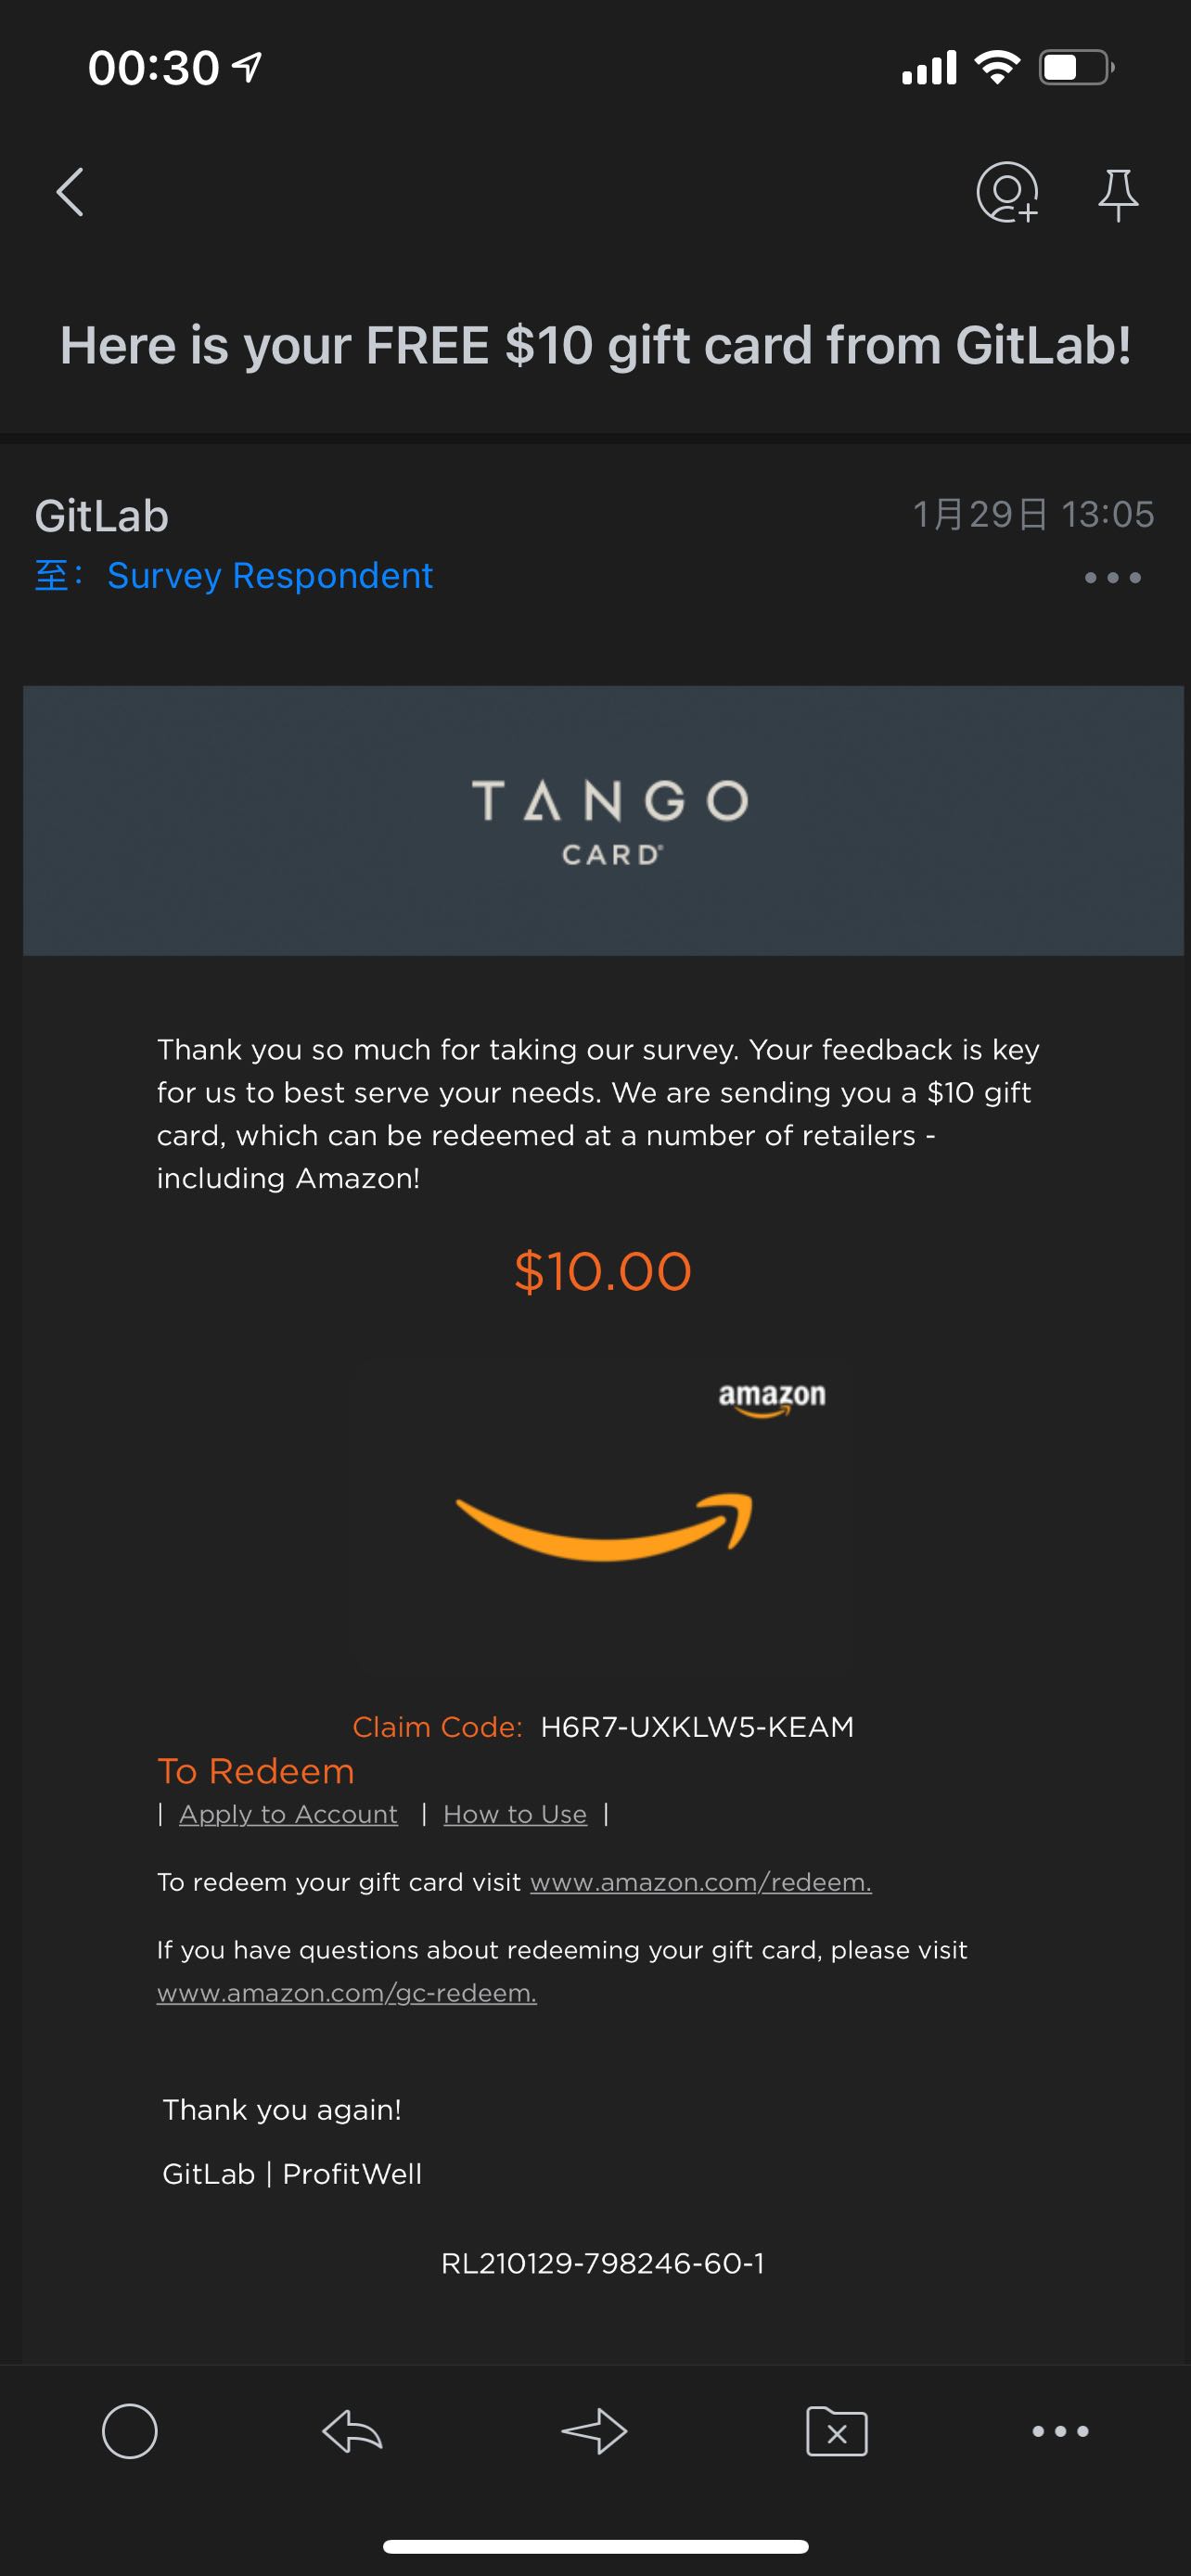 00:30
Here is your FREE $10 gift card from GitLab!
GitLab
1月29日 13:05
至： Survey Respondent
TANGO
CARD®
Thank you so much for taking our survey. Your feedback is key
for us to best serve your needs. We are sending you a $10 gift
card, which can be redeemed at a number of retailers -
including Amazon!
$10.00
amazon
Claim Code: H6R7-UXKLW5-KEAM
To Redeem
| Apply to Account | How to Use |
To redeem your gift card visit www.amazon.com/redeem.
If you have questions about redeeming your gift card, please visit
www.amazon.com/gc-redeem.
Thank you again!
GitLab | ProfitWell
RL210129-798246-60-1